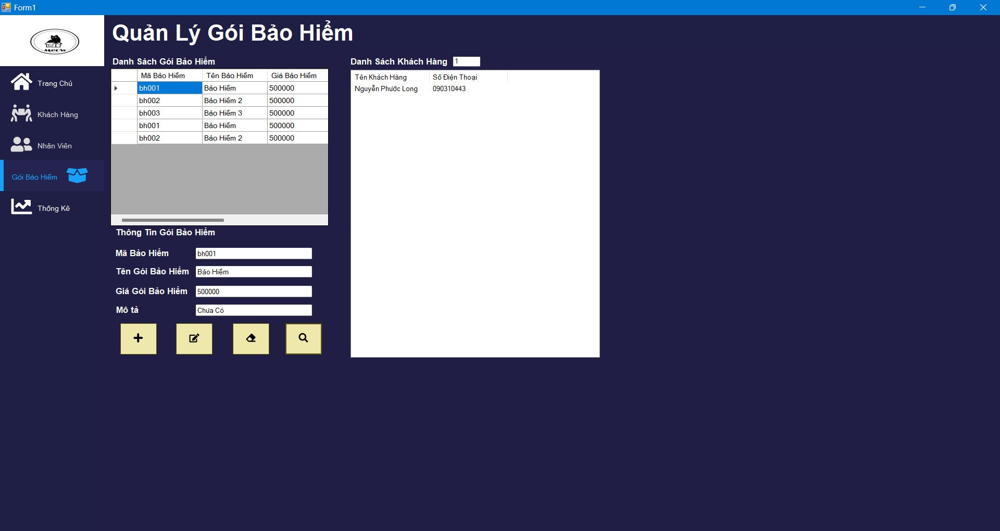 Form1
MEOW
Quản Lý Gói Bảo Hiểm
Trang Chủ
Khách Hàng
Nhân Viên
Gói Bảo Hiểm
Thống Kê
Danh Sách Gói Bảo Hiểm
Mã Bảo Hiểm Tên Bảo Hiểm Giá Bảo Hiểm
bh001 Bảo Hiểm 500000
bh002 Bảo Hiểm 2 500000
bh003 Bảo Hiểm 3 500000
bh001 Bảo Hiểm 500000
bh002 Bảo Hiểm 2 500000
Thông Tin Gói Bảo Hiểm
Mã Bảo Hiểm bh001
Tên Gói Bảo Hiểm Bảo Hiểm
Giá Gói Bảo Hiểm 500000
Mô tả Chưa Có
Danh Sách Khách Hàng 1
Tên Khách Hàng Số Điện Thoại
Nguyễn Phước Long 090310443